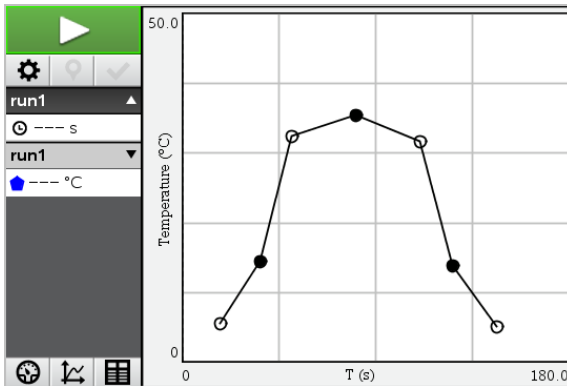 run1
--- s
run1
--- °C
50.0
Temperature (°C)
0
0
T (s)
180.0